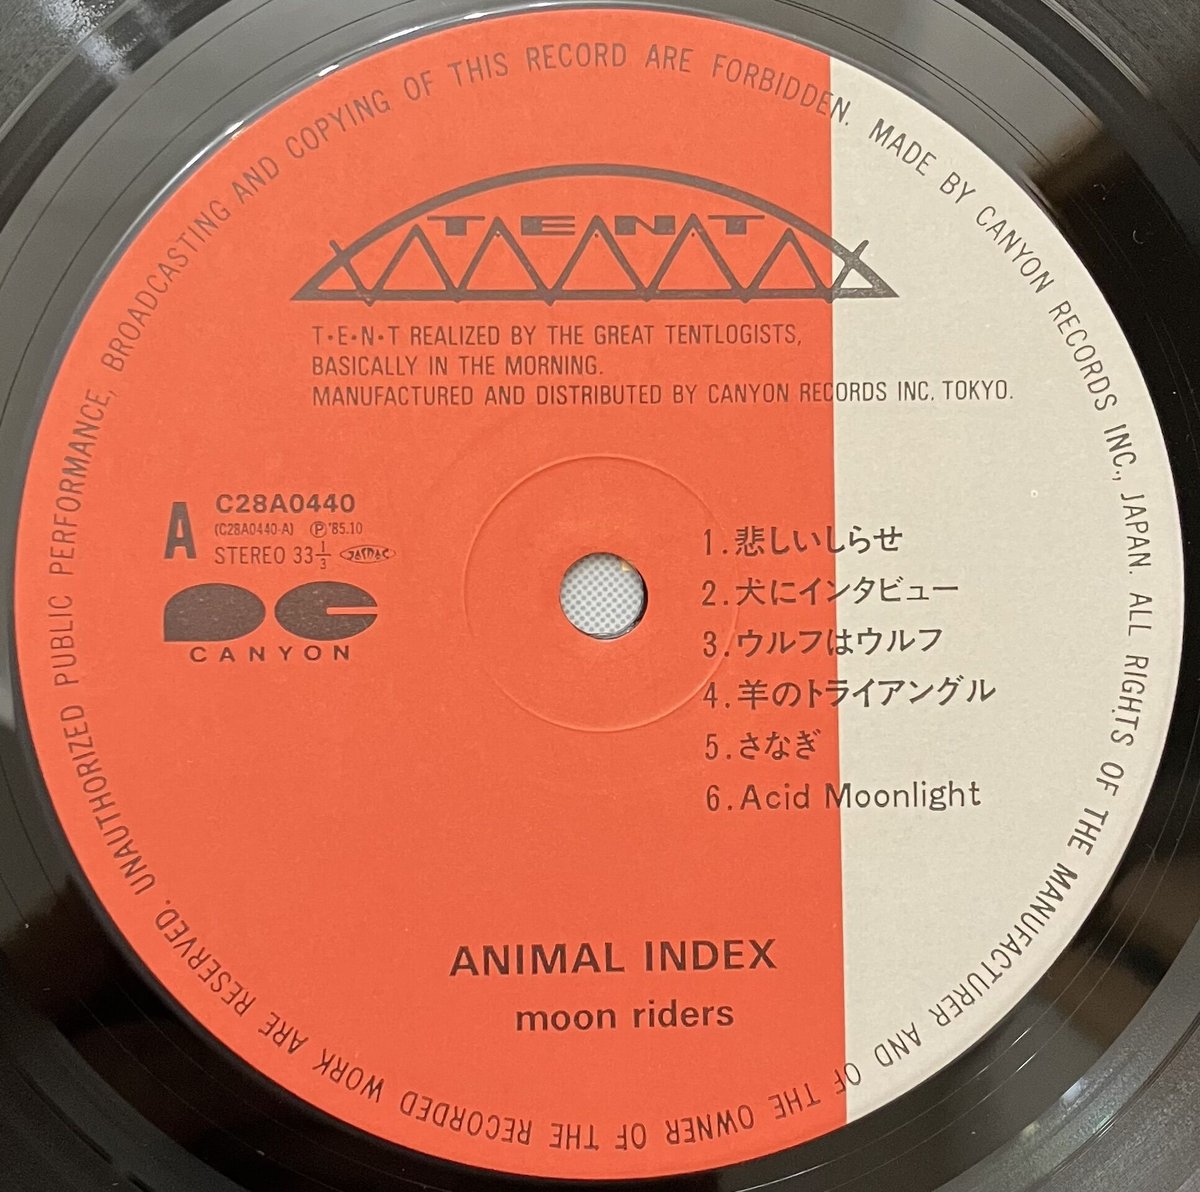 UNAUTHORIZED PUBLIC PERFORMANCE, BROADCASTING AND COPYING OF THIS RECORD ARE FORBIDDEN. MADE BY CANYON RECORDS INC., JAPAN. ALL RIGHTS OF THE MANUFACTURER AND OF THE OWNER OF THE RECORDED WORK ARE RESERVED.
TENT
T・E・N・T REALIZED BY THE GREAT TENTLOGISTS,
BASICALLY IN THE MORNING.
MANUFACTURED AND DISTRIBUTED BY CANYON RECORDS INC. TOKYO.
A
C28A0440
(C28A0440-A) Ⓟ'85.10
STEREO 33 1/3 JASRAC
CANYON
1.悲しいしらせ
2.犬にインタビュー
3.ウルフはウルフ
4.羊のトライアングル
5.さなぎ
6.Acid Moonlight
ANIMAL INDEX
moon riders